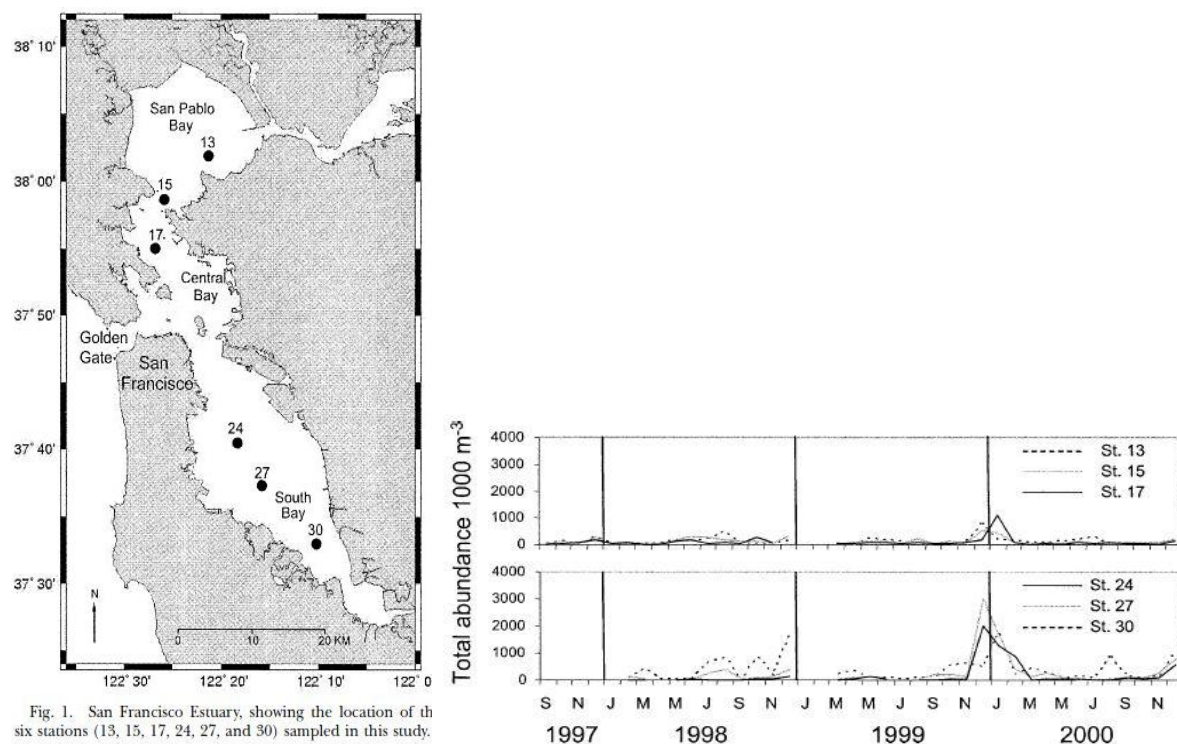 38° 10'
38° 00'
37° 50'
37° 40'
37° 30'
San Pablo
Bay
13
15
17
Central
Bay
Golden
Gate
San
Francisco
24
27
South
Bay
30
N
0 10 20 KM
122° 30' 122° 20' 122° 10' 122° 0
Fig. 1. San Francisco Estuary, showing the location of th
six stations (13, 15, 17, 24, 27, and 30) sampled in this study.
Total abundance 1000 m⁻³
4000
3000
2000
1000
0
St. 13
St. 15
St. 17
4000
3000
2000
1000
0
St. 24
St. 27
St. 30
S N J M M J S N J M M J S N J M M J S N
1997 1998 1999 2000